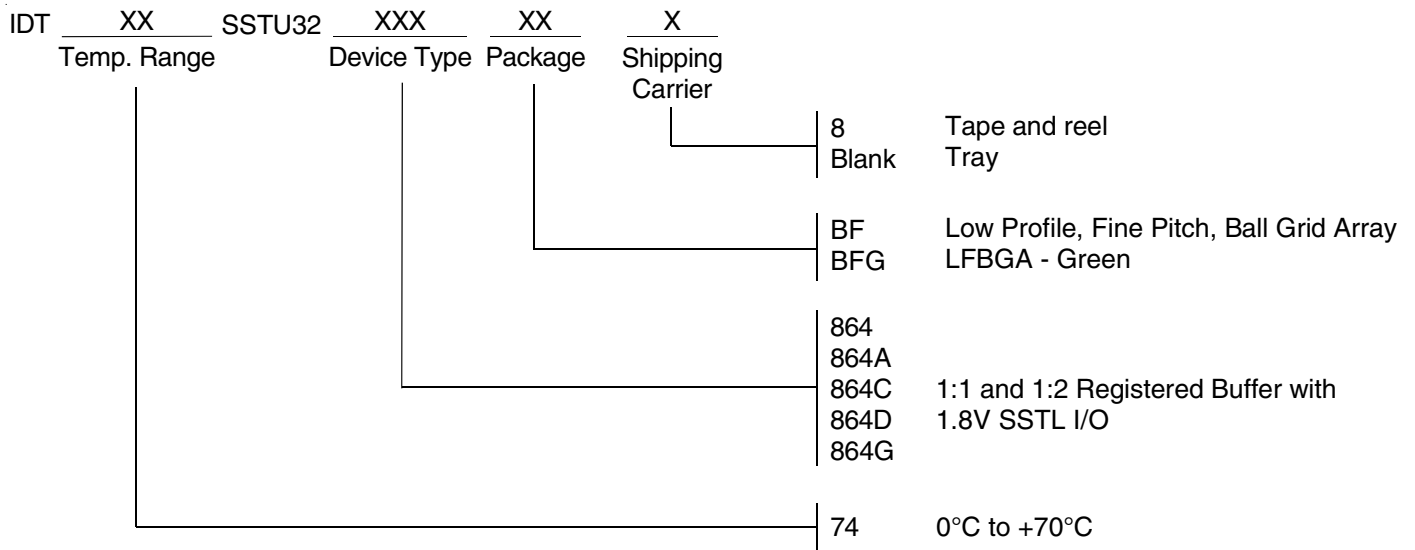 IDT XX SSTU32 XXX XX X
Temp. Range Device Type Package Shipping
Carrier
8 Tape and reel
Blank Tray
BF Low Profile, Fine Pitch, Ball Grid Array
BFG LFBGA - Green
864
864A
864C 1:1 and 1:2 Registered Buffer with
864D 1.8V SSTL I/O
864G
74 0°C to +70°C